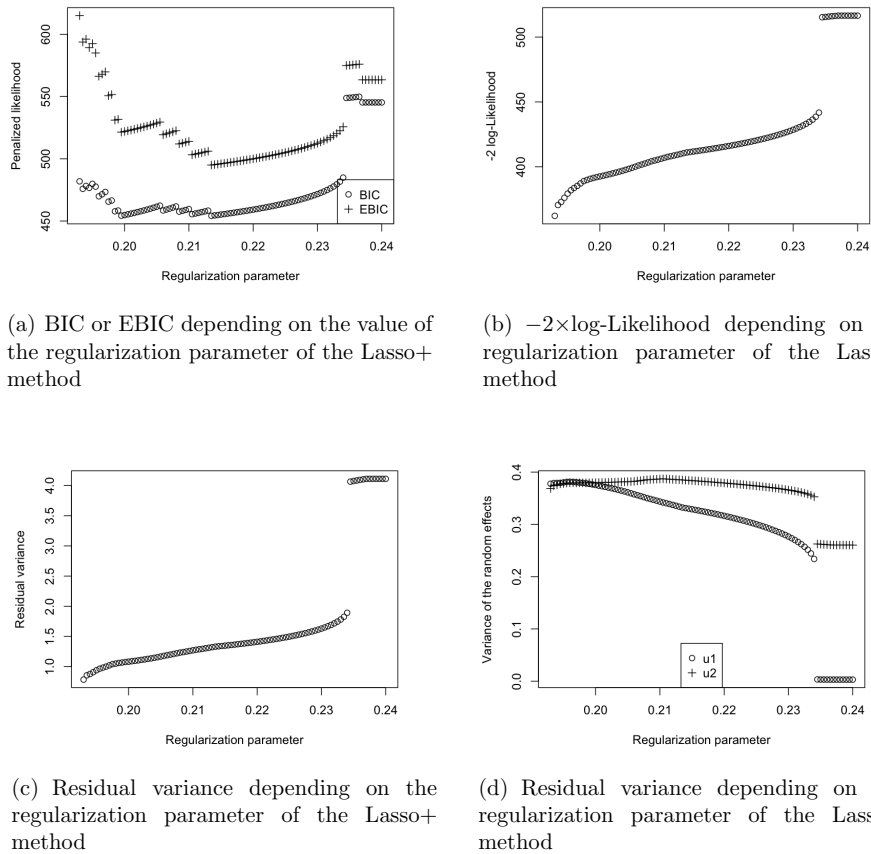 Penalized likelihood
600
550
500
450
BIC
EBIC
0.20 0.21 0.22 0.23 0.24
Regularization parameter
-2 log-Likelihood
500
450
400
0.20 0.21 0.22 0.23 0.24
Regularization parameter
(a) BIC or EBIC depending on the value of
the regularization parameter of the Lasso+
method
(b) −2×log-Likelihood depending on
regularization parameter of the Las
method
Residual variance
4.0
3.5
3.0
2.5
2.0
1.5
1.0
0.20 0.21 0.22 0.23 0.24
Regularization parameter
Variance of the random effects
0.4
0.3
0.2
0.1
0.0
u1
u2
0.20 0.21 0.22 0.23 0.24
Regularization parameter
(c) Residual variance depending on the
regularization parameter of the Lasso+
method
(d) Residual variance depending on
regularization parameter of the Lass
method